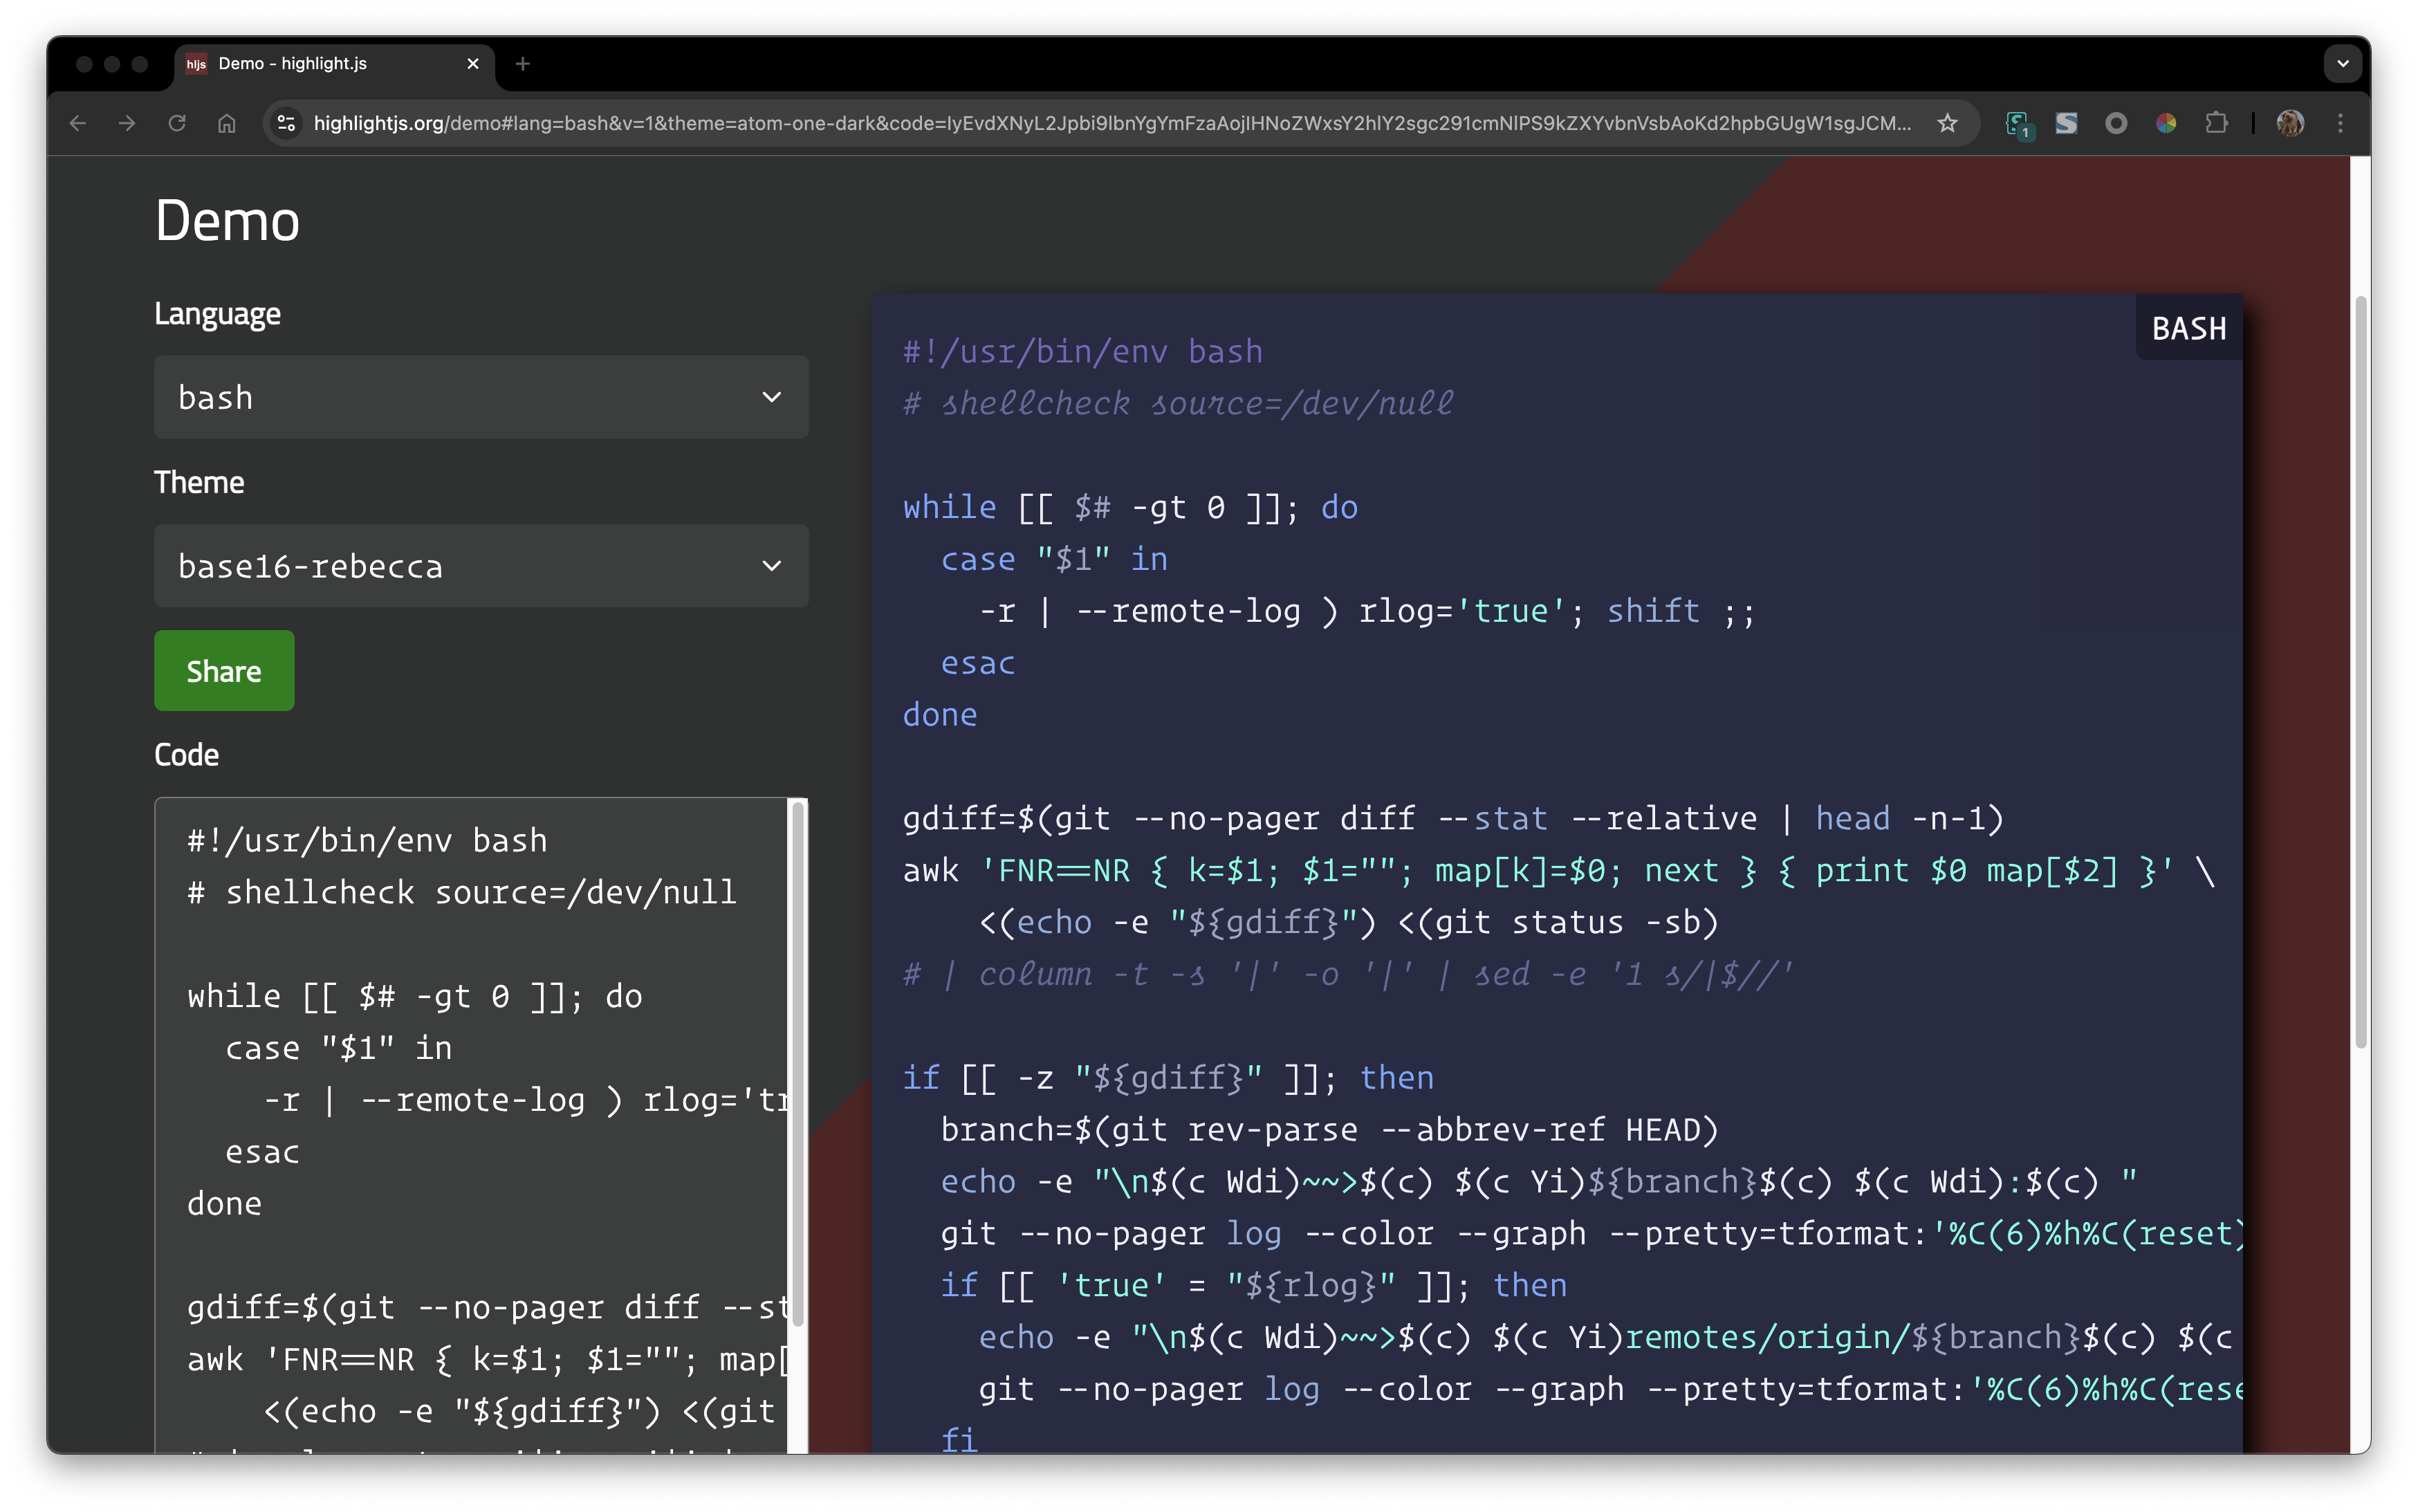 hljs Demo - highlight.js
highlightjs.org/demo#lang=bash&v=1&theme=atom-one-dark&code=IyEvdXNyL2Jpbi9lbnYgYmFzaAojIHNoZWxsY2hlY2sgc291cmNlPS9kZXYvbnVsbAoKd2hpbGUgW1sgJCM...
1
Demo
Language
bash
Theme
base16-rebecca
Share
Code
#!/usr/bin/env bash
# shellcheck source=/dev/null
while [[ $# -gt 0 ]]; do
case "$1" in
-r | --remote-log ) rlog='tr
esac
done
gdiff=$(git --no-pager diff --st
awk 'FNR==NR { k=$1; $1=""; map[
<(echo -e "${gdiff}") <(git
BASH
#!/usr/bin/env bash
# shellcheck source=/dev/null
while [[ $# -gt 0 ]]; do
case "$1" in
-r | --remote-log ) rlog='true'; shift ;;
esac
done
gdiff=$(git --no-pager diff --stat --relative | head -n-1)
awk 'FNR==NR { k=$1; $1=""; map[k]=$0; next } { print $0 map[$2] }' \
<(echo -e "${gdiff}") <(git status -sb)
# | column -t -s '|' -o '|' | sed -e '1 s/|$//'
if [[ -z "${gdiff}" ]]; then
branch=$(git rev-parse --abbrev-ref HEAD)
echo -e "\n$(c Wdi)~~>$(c) $(c Yi)${branch}$(c) $(c Wdi):$(c) "
git --no-pager log --color --graph --pretty=tformat:'%C(6)%h%C(reset)
if [[ 'true' = "${rlog}" ]]; then
echo -e "\n$(c Wdi)~~>$(c) $(c Yi)remotes/origin/${branch}$(c) $(c
git --no-pager log --color --graph --pretty=tformat:'%C(6)%h%C(rese
fi